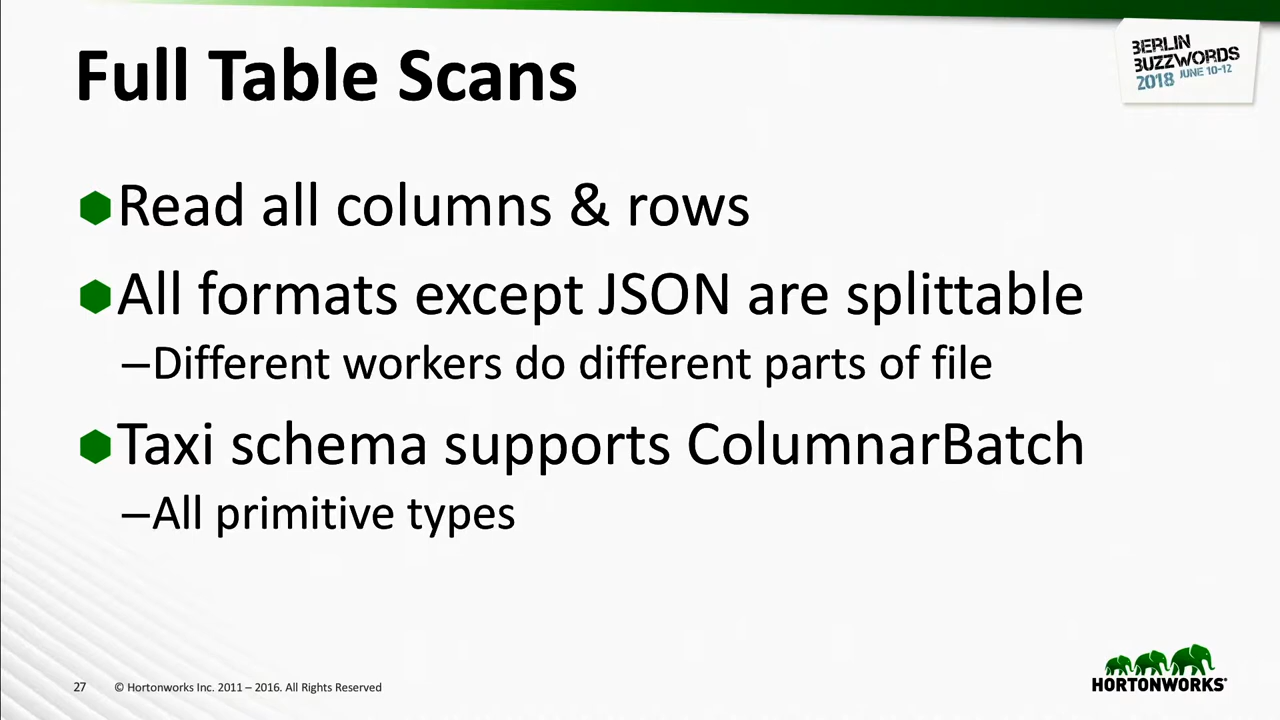 Full Table Scans
BERLIN
BUZZWORDS
2018 JUNE 10-12
Read all columns & rows
All formats except JSON are splittable
–Different workers do different parts of file
Taxi schema supports ColumnarBatch
–All primitive types
27 © Hortonworks Inc. 2011 – 2016. All Rights Reserved
HORTONWORKS®